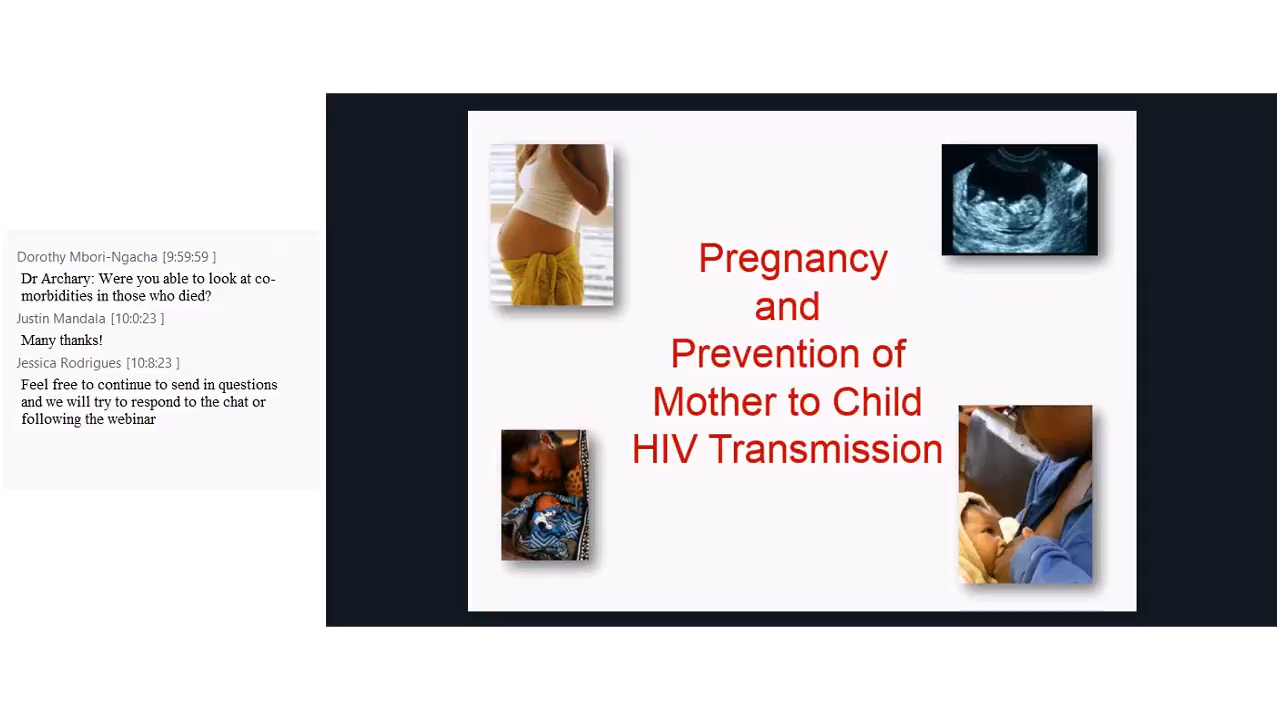 Dorothy Mbori-Ngacha [9:59:59 ]
Dr Archary: Were you able to look at co-
morbidities in those who died?
Justin Mandala [10:0:23 ]
Many thanks!
Jessica Rodrigues [10:8:23 ]
Feel free to continue to send in questions
and we will try to respond to the chat or
following the webinar
Pregnancy
and
Prevention of
Mother to Child
HIV Transmission